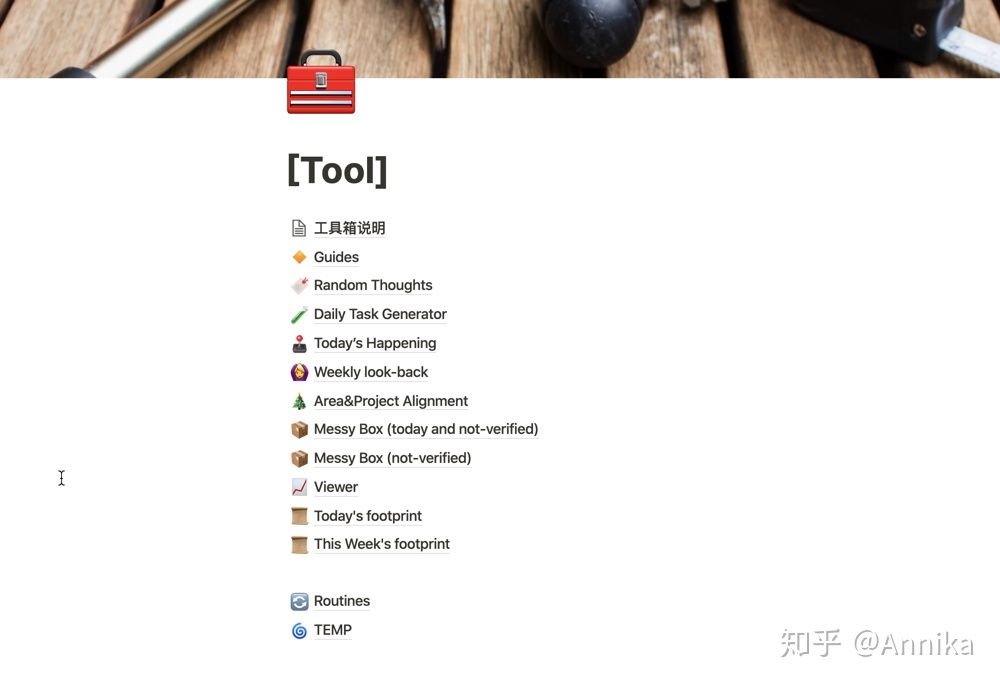 [Tool]
工具箱说明
Guides
Random Thoughts
Daily Task Generator
Today’s Happening
Weekly look-back
Area&Project Alignment
Messy Box (today and not-verified)
Messy Box (not-verified)
Viewer
Today's footprint
This Week's footprint
Routines
TEMP
知乎 @Annika